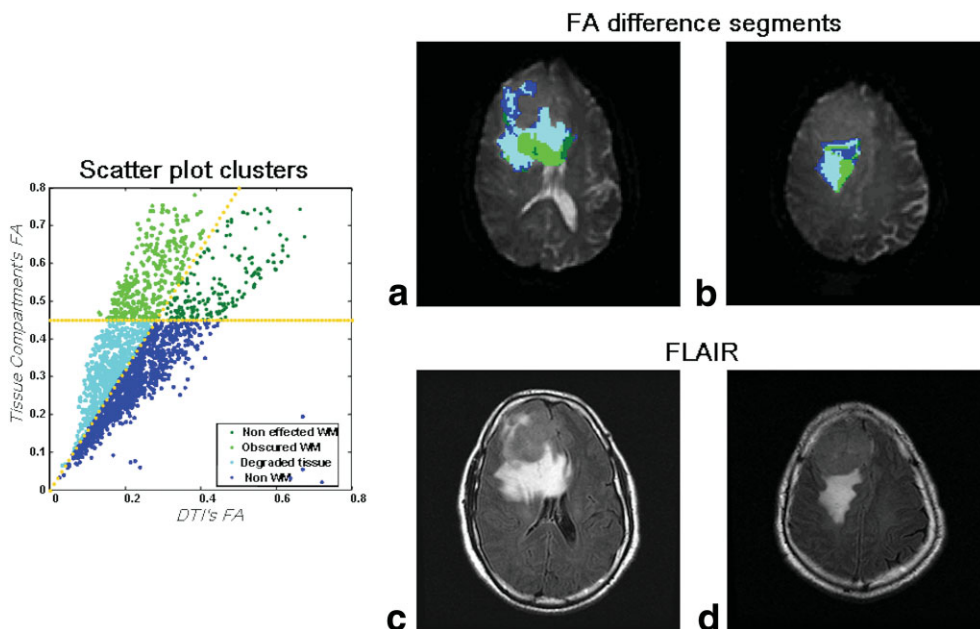 FA difference segments
Scatter plot clusters
Tissue Compartment's FA
0.8
0.7
0.6
0.5
0.4
0.3
0.2
0.1
0
Non effected WM
Obscured WM
Degraded tissue
Non WM
0 0.2 0.4 0.6 0.8
DTI's FA
a
b
FLAIR
c
d